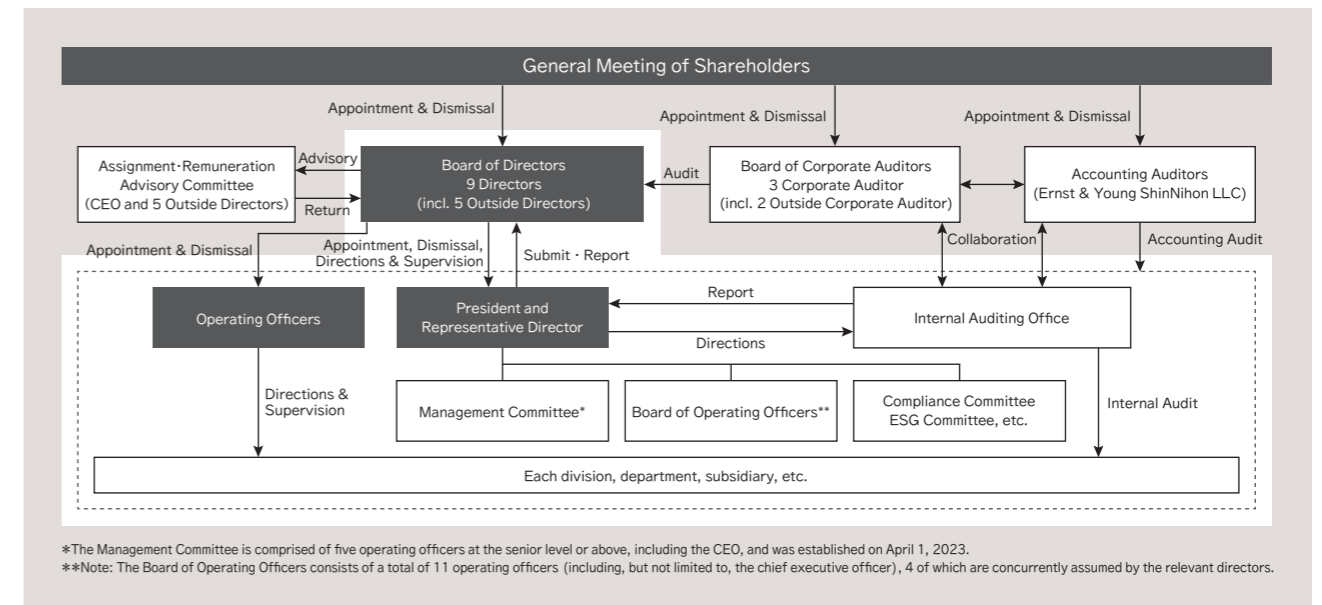 General Meeting of Shareholders
Appointment & Dismissal
Appointment & Dismissal
Appointment & Dismissal
Assignment・Remuneration
Advisory Committee
(CEO and 5 Outside Directors)
Advisory
Return
Board of Directors
9 Directors
(incl. 5 Outside Directors)
Audit
Board of Corporate Auditors
3 Corporate Auditor
(incl. 2 Outside Corporate Auditor)
Accounting Auditors
(Ernst & Young ShinNihon LLC)
Appointment & Dismissal
Appointment, Dismissal,
Directions & Supervision
Submit・Report
Collaboration
Accounting Audit
Operating Officers
President and
Representative Director
Report
Directions
Internal Auditing Office
Directions &
Supervision
Management Committee*
Board of Operating Officers**
Compliance Committee
ESG Committee, etc.
Internal Audit
Each division, department, subsidiary, etc.
*The Management Committee is comprised of five operating officers at the senior level or above, including the CEO, and was established on April 1, 2023.
**Note: The Board of Operating Officers consists of a total of 11 operating officers (including, but not limited to, the chief executive officer), 4 of which are concurrently assumed by the relevant directors.